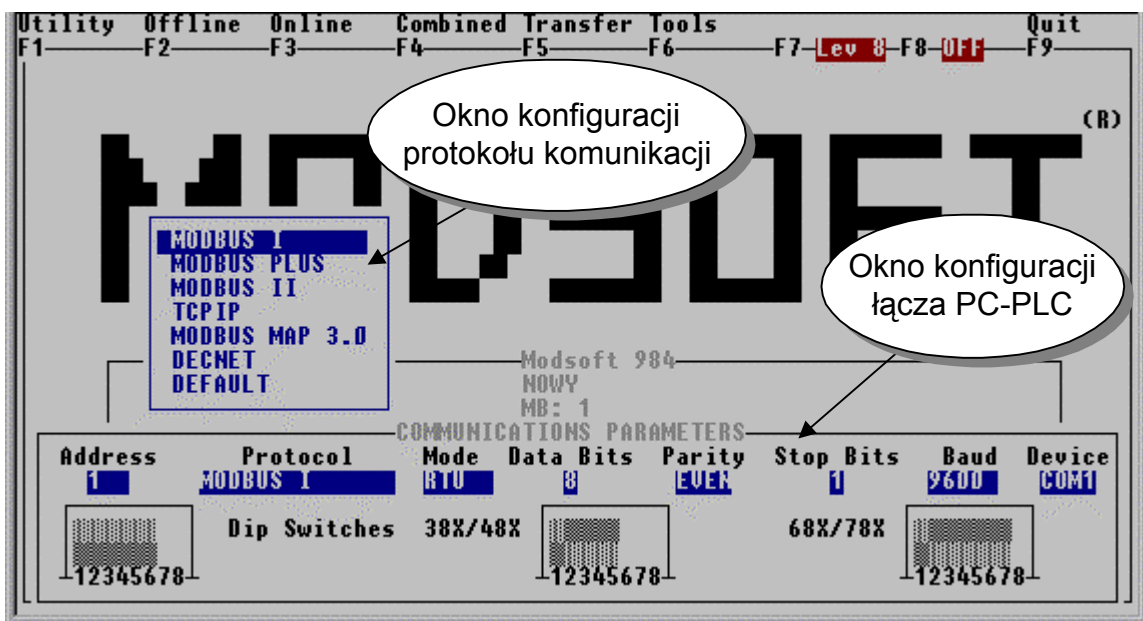 Utility Offline Online Combined Transfer Tools Quit
F1 F2 F3 F4 F5 F6 F7-Lev 8-F8-OFF F9
Okno konfiguracji
protokołu komunikacji
(R)
MODSOFT
MODBUS I
MODBUS PLUS
MODBUS II
TCPIP
MODBUS MAP 3.0
DECNET
DEFAULT
Okno konfiguracji
łącza PC-PLC
Modsoft 984
NOWY
MB: 1
COMMUNICATIONS PARAMETERS
Address Protocol Mode Data Bits Parity Stop Bits Baud Device
1 MODBUS I RTU 8 EVEN 1 9600 COM1
Dip Switches 38X/48X 68X/78X
12345678 12345678 12345678